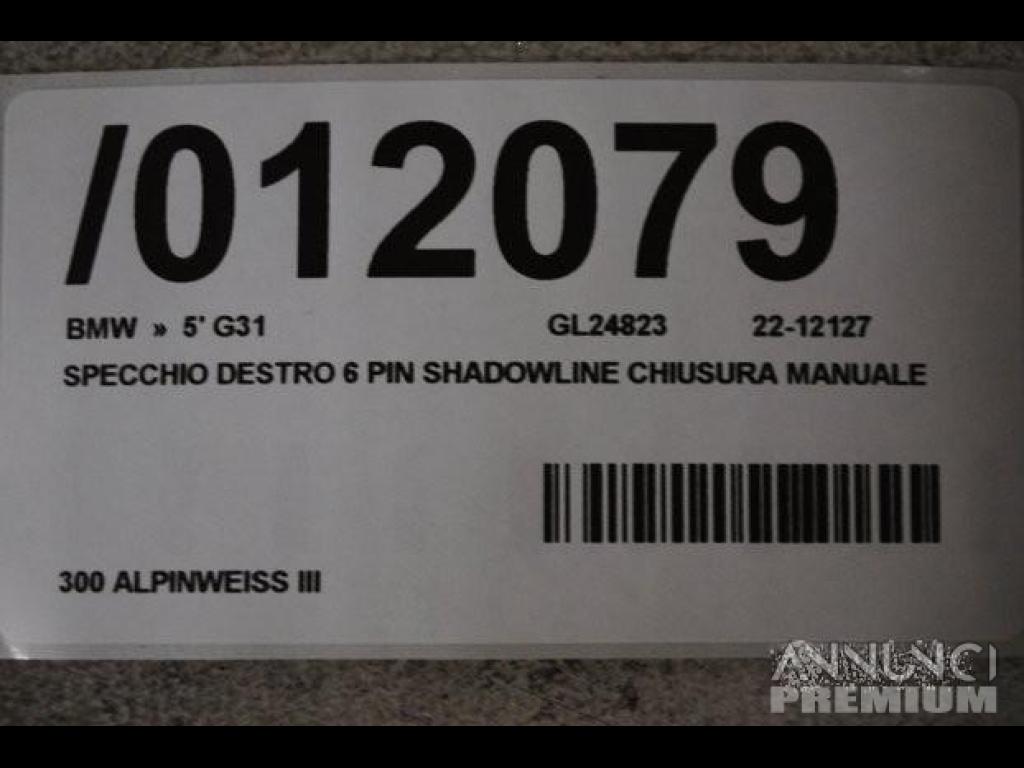 /012079
BMW » 5' G31 GL24823 22-12127
SPECCHIO DESTRO 6 PIN SHADOWLINE CHIUSURA MANUALE
300 ALPINWEISS III
ANNUNCI
PREMIUM